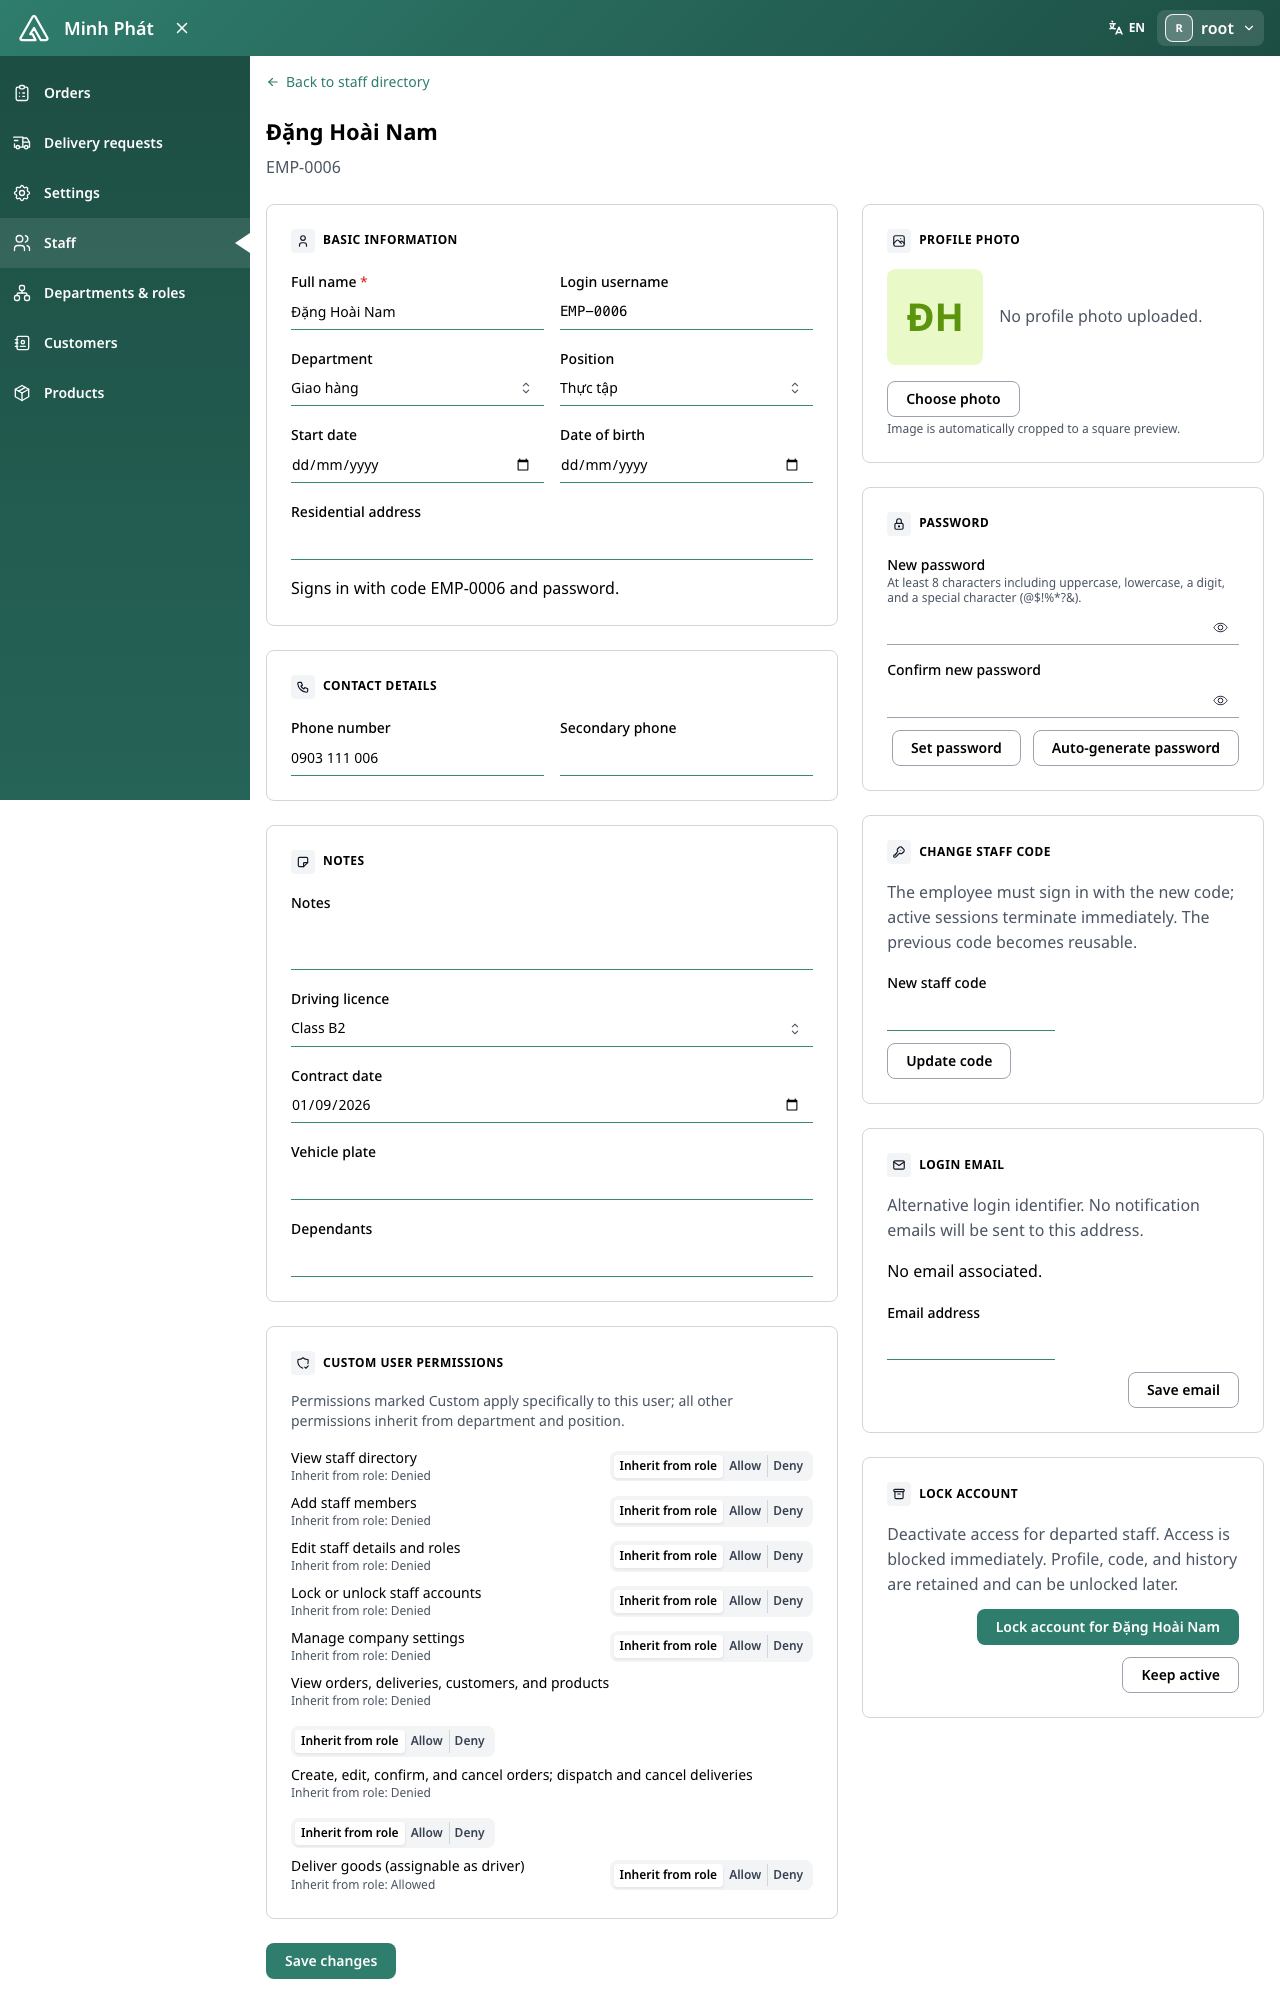 Minh Phát
EN
R
root
Orders
Delivery requests
Settings
Staff
Departments & roles
Customers
Products
Back to staff directory
Đặng Hoài Nam
EMP-0006
BASIC INFORMATION
Full name *
Login username
Đặng Hoài Nam
EMP-0006
Department
Position
Giao hàng
Thực tập
Start date
Date of birth
dd/mm/yyyy
dd/mm/yyyy
Residential address
Signs in with code EMP-0006 and password.
CONTACT DETAILS
Phone number
Secondary phone
0903 111 006
NOTES
Notes
Driving licence
Class B2
Contract date
01/09/2026
Vehicle plate
Dependants
CUSTOM USER PERMISSIONS
Permissions marked Custom apply specifically to this user; all other
permissions inherit from department and position.
View staff directory
Inherit from role: Denied
Inherit from role Allow Deny
Add staff members
Inherit from role: Denied
Inherit from role Allow Deny
Edit staff details and roles
Inherit from role: Denied
Inherit from role Allow Deny
Lock or unlock staff accounts
Inherit from role: Denied
Inherit from role Allow Deny
Manage company settings
Inherit from role: Denied
Inherit from role Allow Deny
View orders, deliveries, customers, and products
Inherit from role: Denied
Inherit from role Allow Deny
Create, edit, confirm, and cancel orders; dispatch and cancel deliveries
Inherit from role: Denied
Inherit from role Allow Deny
Deliver goods (assignable as driver)
Inherit from role: Allowed
Inherit from role Allow Deny
Save changes
PROFILE PHOTO
ĐH
No profile photo uploaded.
Choose photo
Image is automatically cropped to a square preview.
PASSWORD
New password
At least 8 characters including uppercase, lowercase, a digit,
and a special character (@$!%*?&).
Confirm new password
Set password
Auto-generate password
CHANGE STAFF CODE
The employee must sign in with the new code;
active sessions terminate immediately. The
previous code becomes reusable.
New staff code
Update code
LOGIN EMAIL
Alternative login identifier. No notification
emails will be sent to this address.
No email associated.
Email address
Save email
LOCK ACCOUNT
Deactivate access for departed staff. Access is
blocked immediately. Profile, code, and history
are retained and can be unlocked later.
Lock account for Đặng Hoài Nam
Keep active